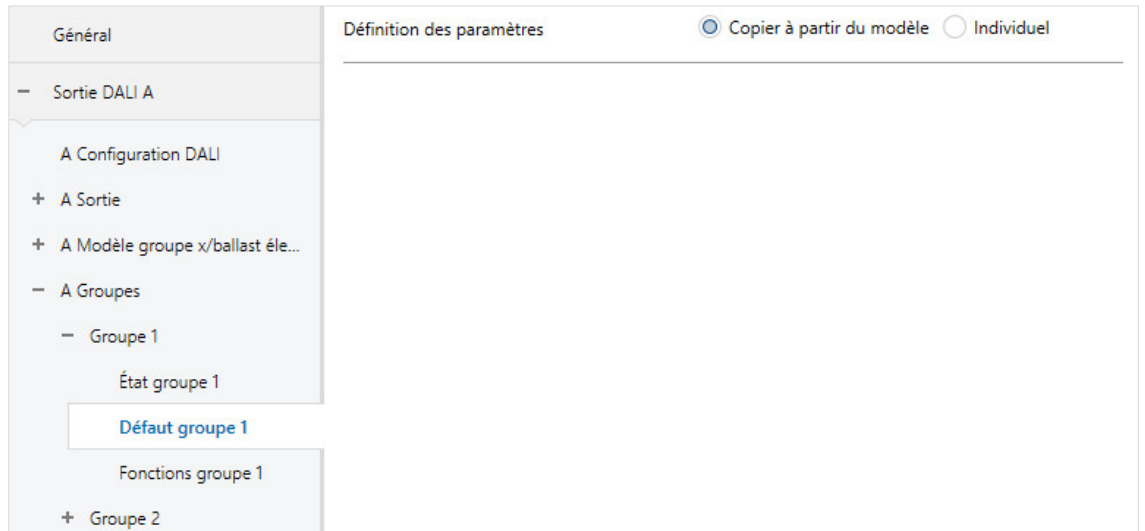 Général
Définition des paramètres
Copier à partir du modèle
Individuel
Sortie DALI A
A Configuration DALI
A Sortie
A Modèle groupe x/ballast éle...
A Groupes
Groupe 1
État groupe 1
Défaut groupe 1
Fonctions groupe 1
Groupe 2